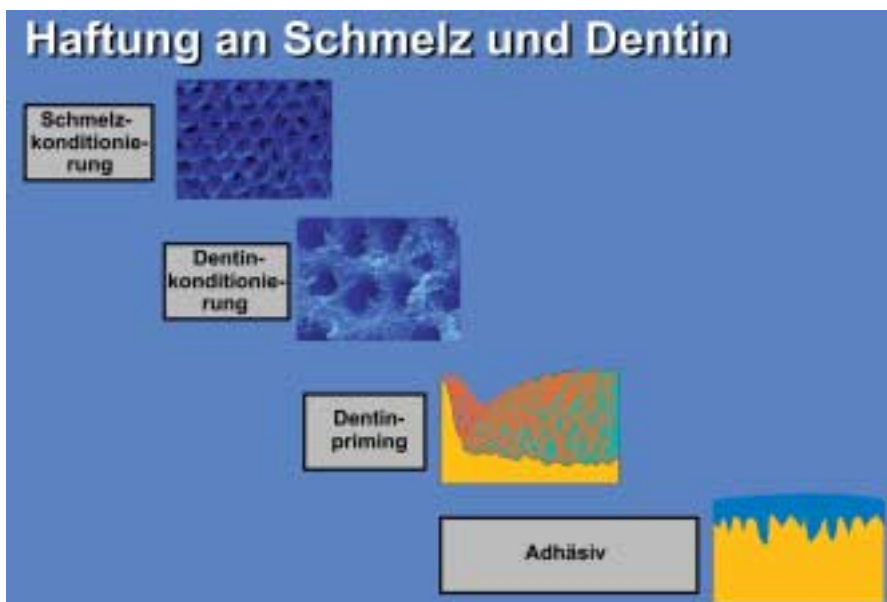 Haftung an Schmelz und Dentin
Schmelz-
konditionie-
rung
Dentin-
konditionie-
rung
Dentin-
priming
Adhäsiv